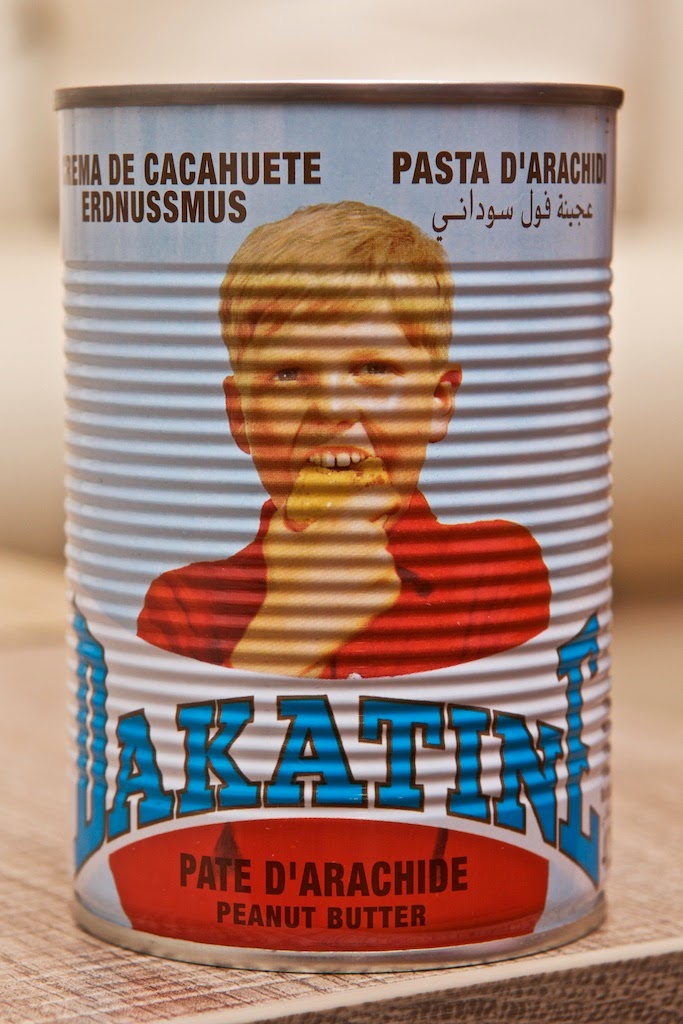 REMA DE CACAHUETE
ERDNUSSMUS
PASTA D'ARACHIDI
عجينة فول سوداني
DAKATINE
PATE D'ARACHIDE
PEANUT BUTTER